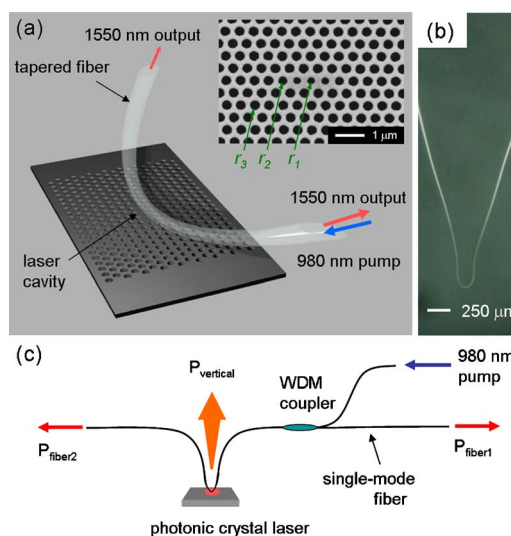 (a)
1550 nm output
tapered fiber
r3
r2
r1
1 μm
1550 nm output
980 nm pump
laser
cavity
(b)
250 μm
(c)
Pvertical
WDM
coupler
980 nm
pump
Pfiber2
Pfiber1
single-mode
fiber
photonic crystal laser